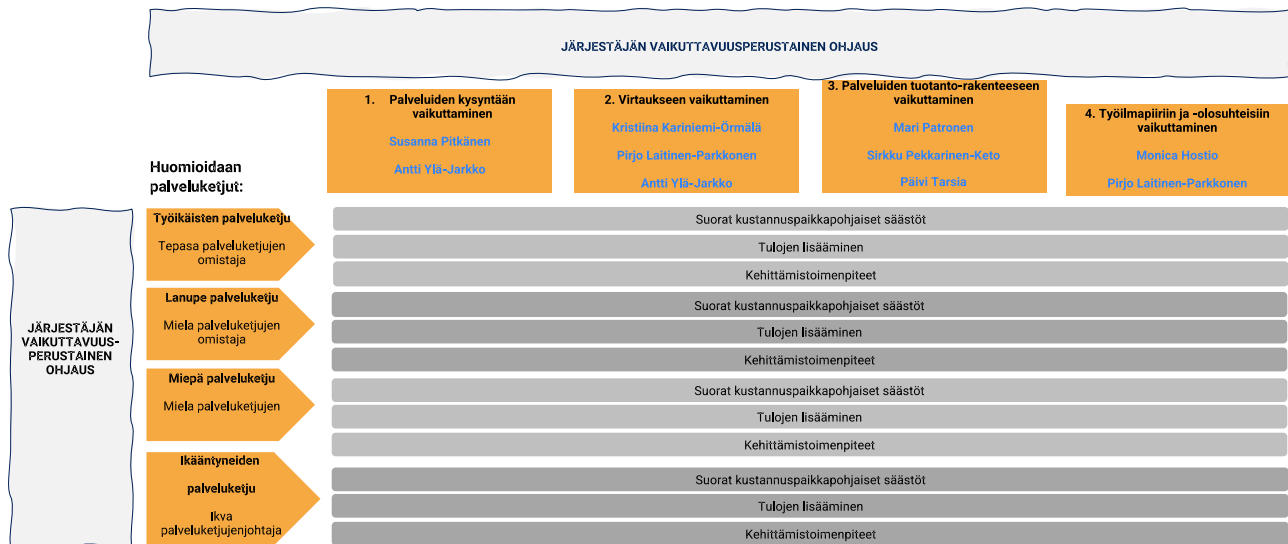 JÄRJESTÄJÄN VAIKUTTAVUUSPERUSTAINEN OHJAUS
1. Palveluiden kysyntään
vaikuttaminen
Susanna Pitkänen
Antti Ylä-Jarkko
2. Virtaukseen vaikuttaminen
Kristiina Kariniemi-Örmälä
Pirjo Laitinen-Parkkonen
Antti Ylä-Jarkko
3. Palveluiden tuotanto-rakenteeseen
vaikuttaminen
Mari Patronen
Sirkku Pekkarinen-Keto
Päivi Tarsia
4. Työilmapiiriin ja -olosuhteisiin
vaikuttaminen
Monica Hostio
Pirjo Laitinen-Parkkonen
Huomioidaan
palveluketjut:
JÄRJESTÄJÄN
VAIKUTTAVUUS-
PERUSTAINEN
OHJAUS
Työikäisten palveluketju
Tepasa palveluketjujen
omistaja
Suorat kustannuspaikkapohjaiset säästöt
Tulojen lisääminen
Kehittämistoimenpiteet
Lanupe palveluketju
Miela palveluketjujen
omistaja
Suorat kustannuspaikkapohjaiset säästöt
Tulojen lisääminen
Kehittämistoimenpiteet
Miepä palveluketju
Miela palveluketjujen
Suorat kustannuspaikkapohjaiset säästöt
Tulojen lisääminen
Kehittämistoimenpiteet
Ikääntyneiden
palveluketju
Ikva
palveluketjujenjohtaja
Suorat kustannuspaikkapohjaiset säästöt
Tulojen lisääminen
Kehittämistoimenpiteet